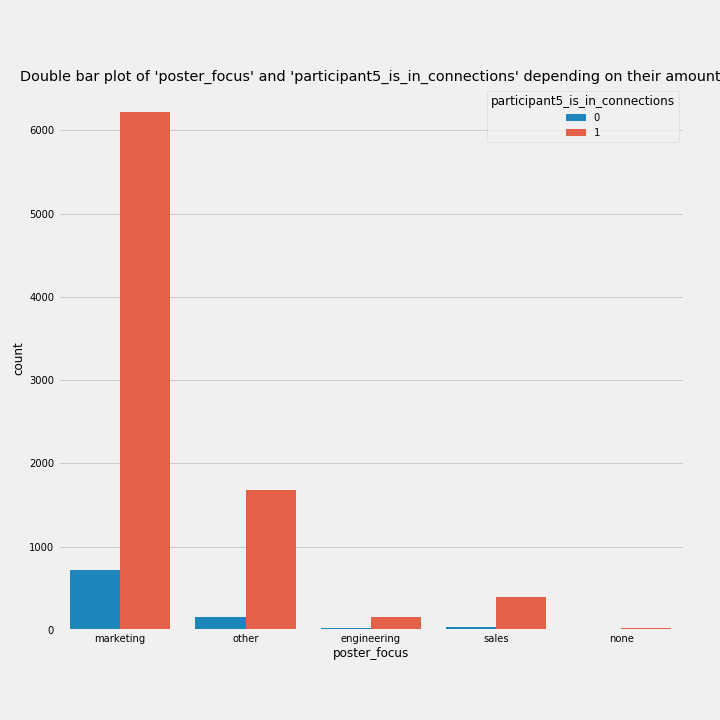 Double bar plot of 'poster_focus' and 'participant5_is_in_connections' depending on their amount
participant5_is_in_connections
0
1
6000
5000
4000
3000
2000
1000
0
count
marketing other engineering sales none
poster_focus